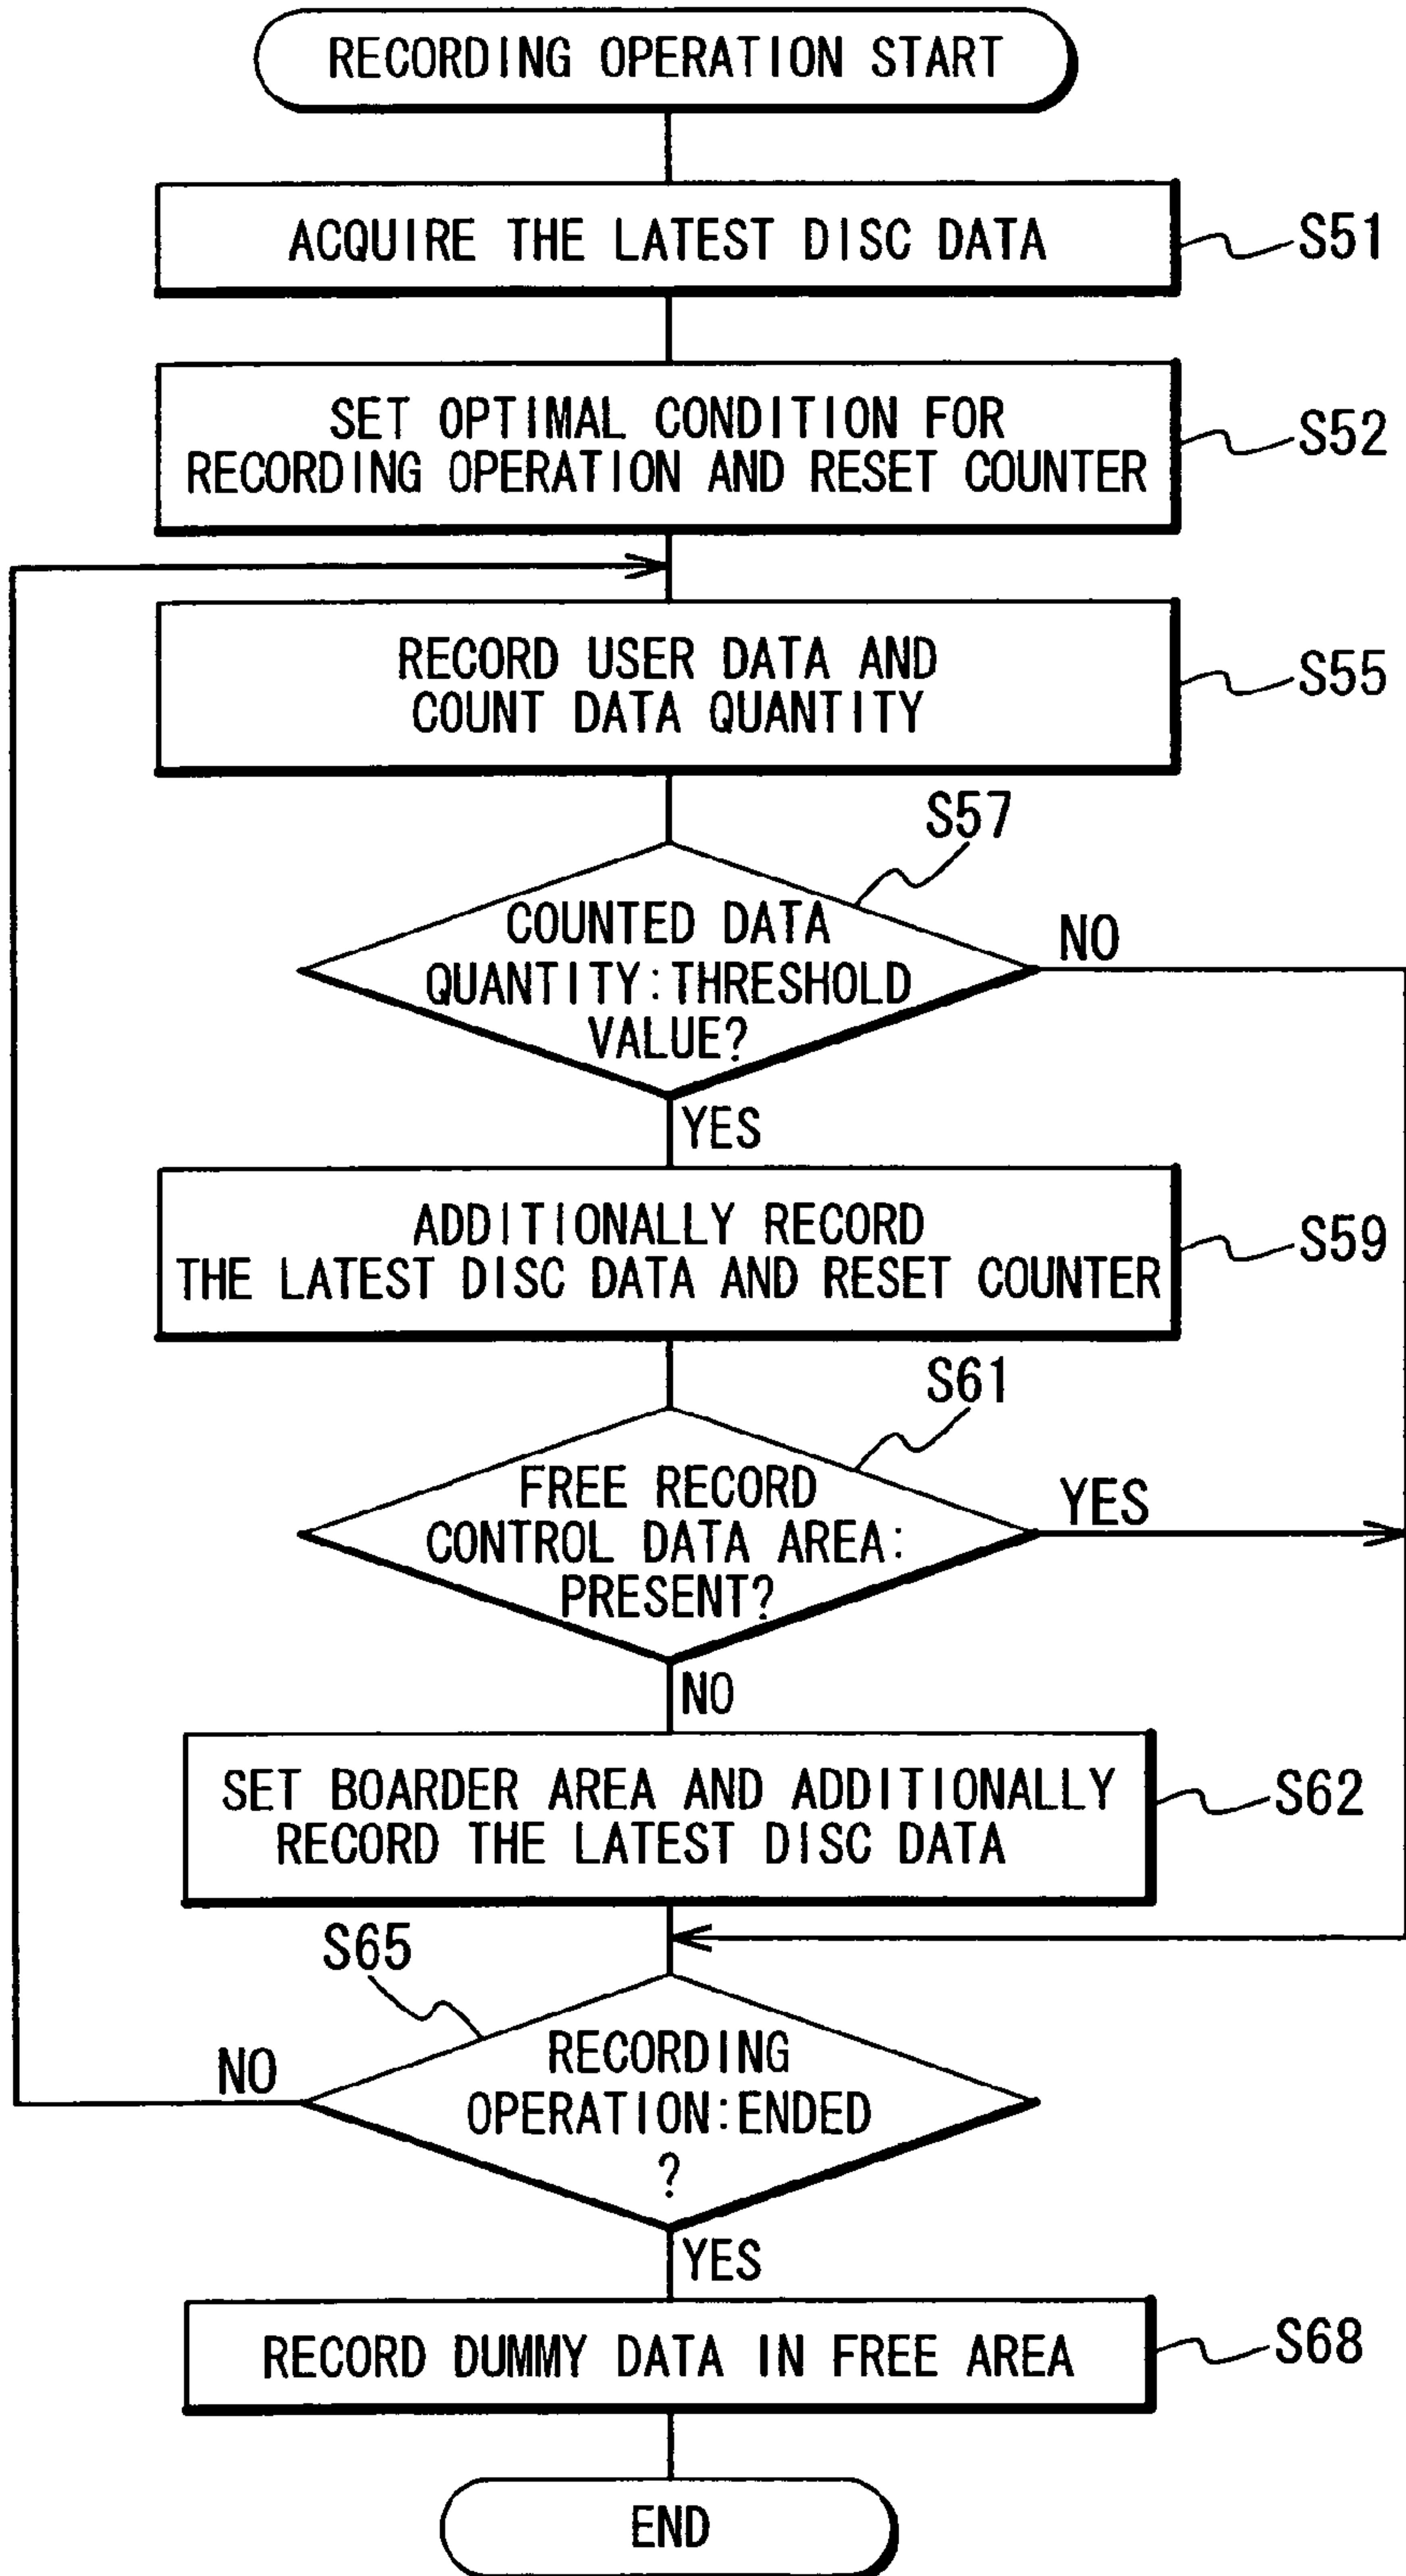 RECORDING OPERATION START
ACQUIRE THE LATEST DISC DATA
S51
SET OPTIMAL CONDITION FOR
RECORDING OPERATION AND RESET COUNTER
S52
RECORD USER DATA AND
COUNT DATA QUANTITY
S55
S57
COUNTED DATA
QUANTITY:THRESHOLD
VALUE?
NO
YES
ADDITIONALLY RECORD
THE LATEST DISC DATA AND RESET COUNTER
S59
S61
FREE RECORD
CONTROL DATA AREA:
PRESENT?
YES
NO
SET BOARDER AREA AND ADDITIONALLY
RECORD THE LATEST DISC DATA
S62
S65
RECORDING
OPERATION:ENDED
?
NO
YES
RECORD DUMMY DATA IN FREE AREA
S68
END